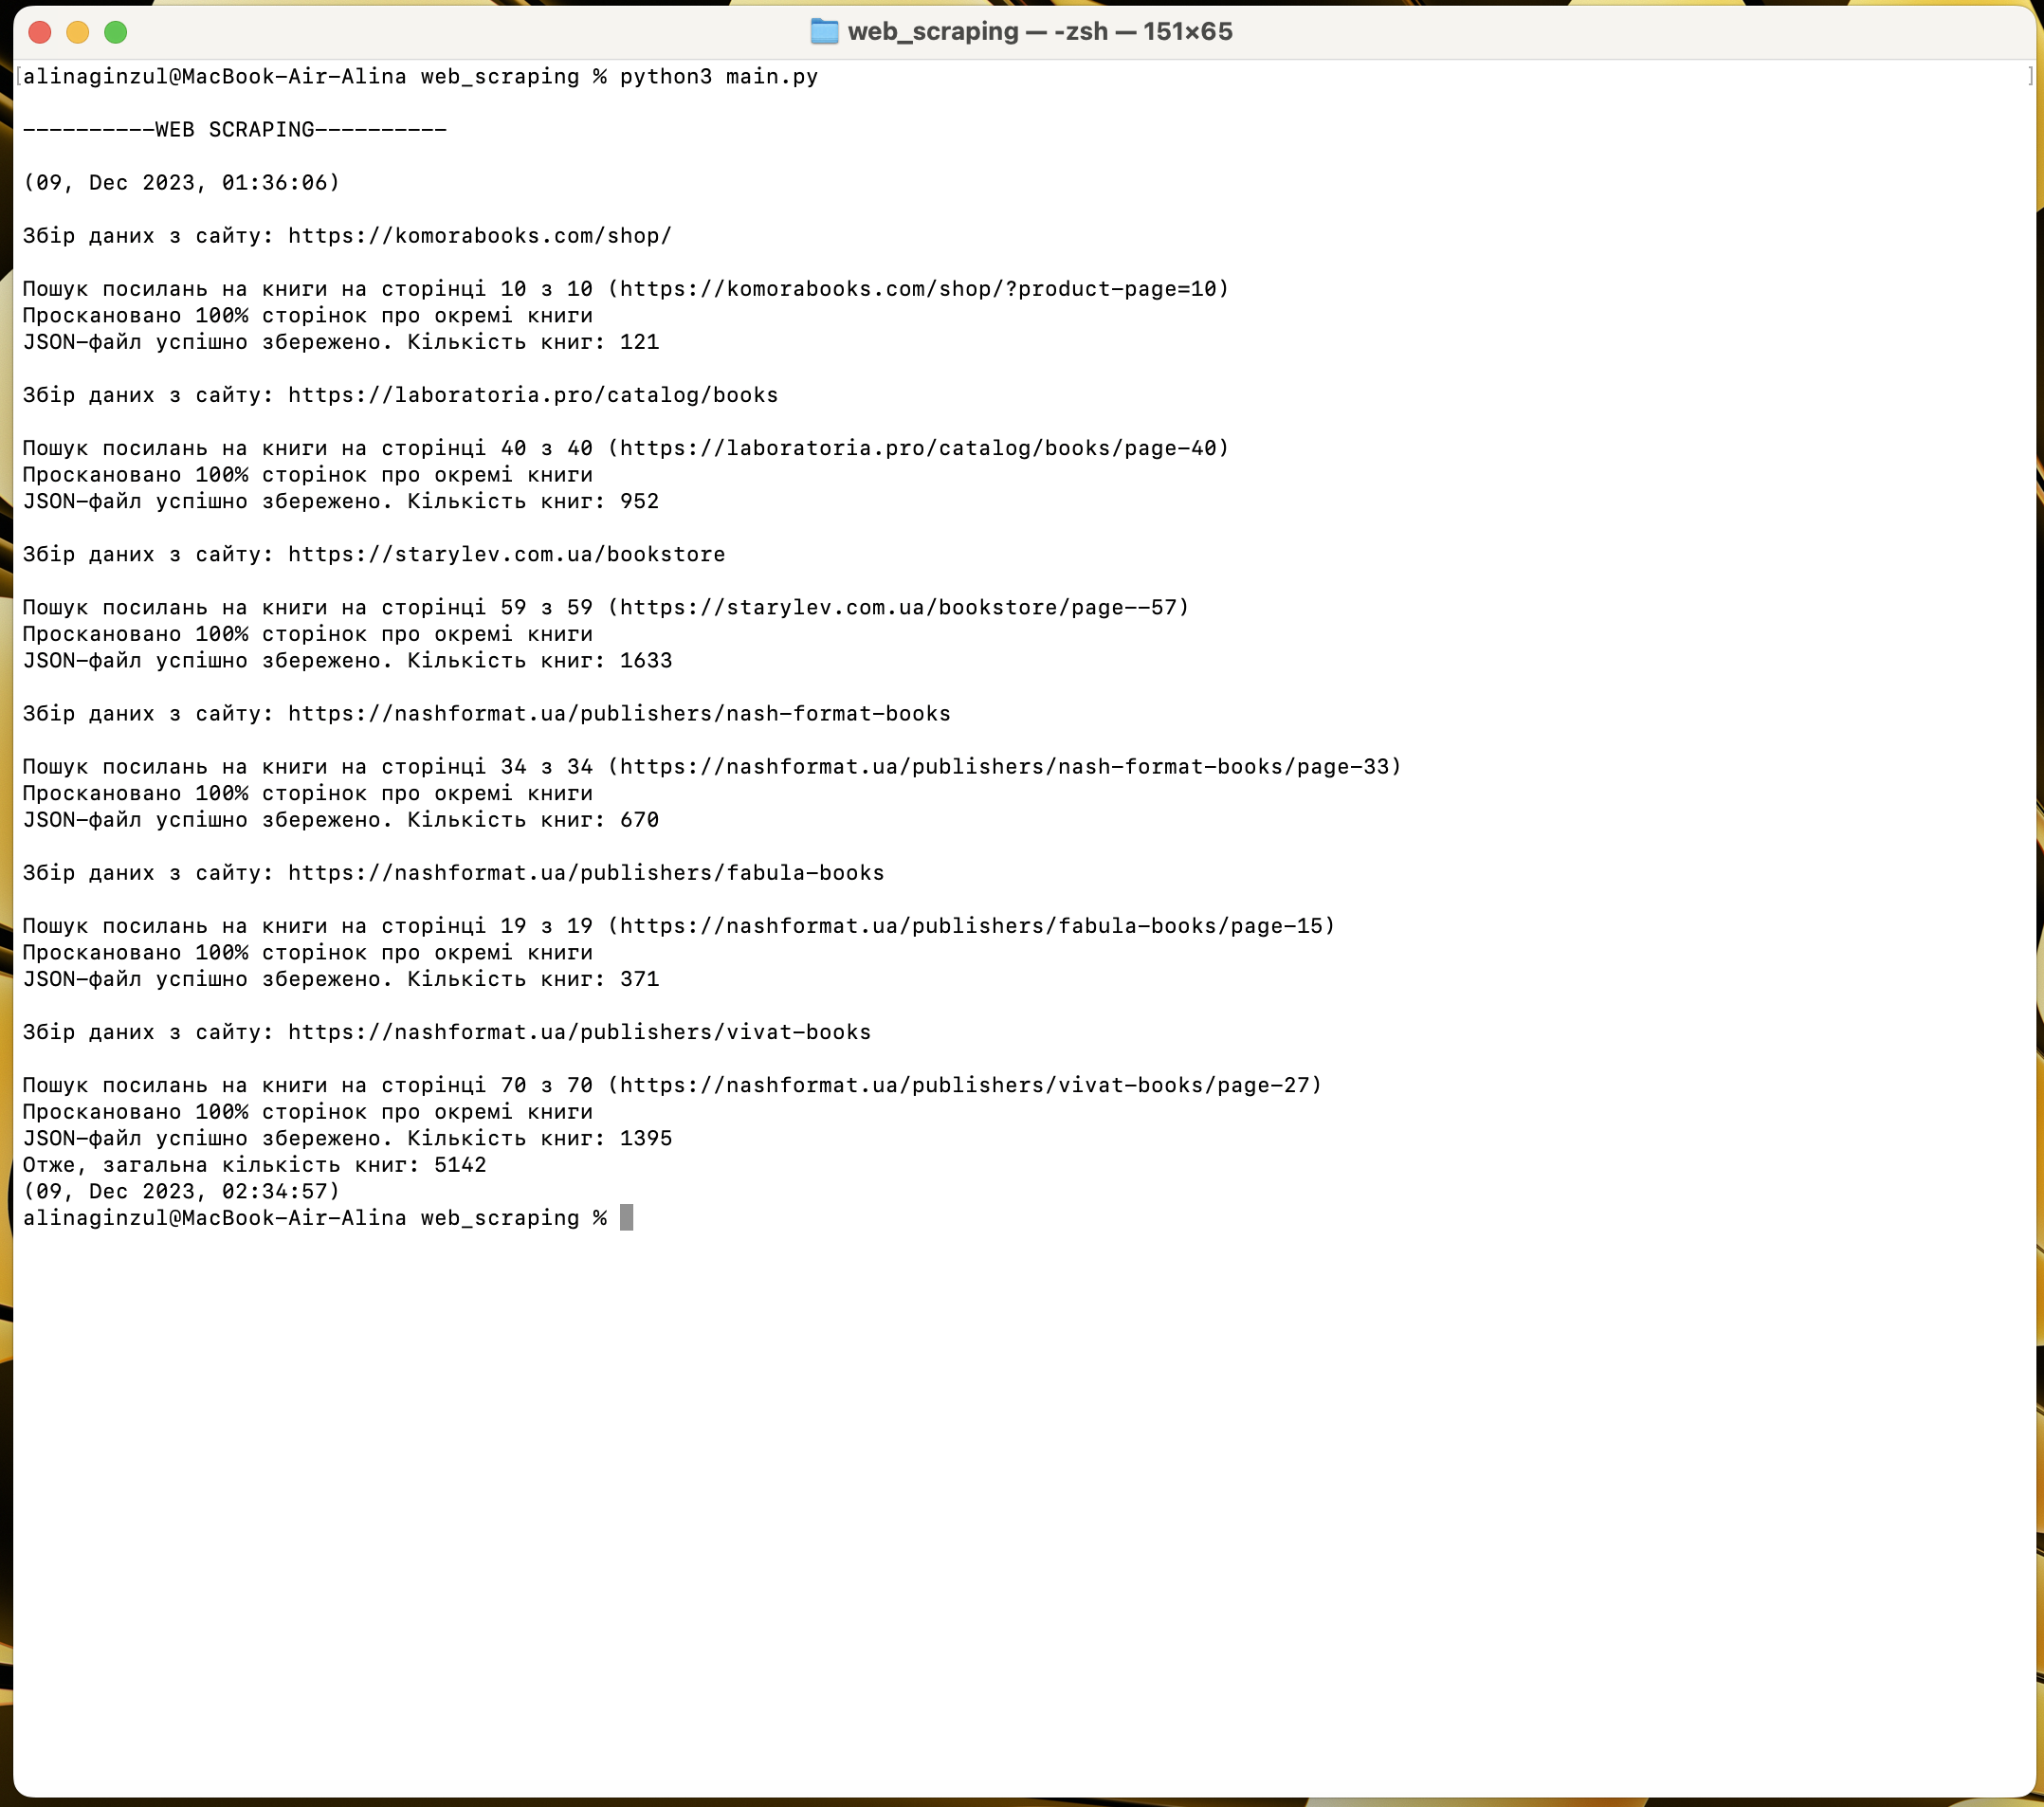 web_scraping — -zsh — 151×65
[alinaginzul@MacBook-Air-Alina web_scraping % python3 main.py ]
----------WEB SCRAPING----------
(09, Dec 2023, 01:36:06)
Збір даних з сайту: https://komorabooks.com/shop/
Пошук посилань на книги на сторінці 10 з 10 (https://komorabooks.com/shop/?product-page=10)
Проскановано 100% сторінок про окремі книги
JSON-файл успішно збережено. Кількість книг: 121
Збір даних з сайту: https://laboratoria.pro/catalog/books
Пошук посилань на книги на сторінці 40 з 40 (https://laboratoria.pro/catalog/books/page-40)
Проскановано 100% сторінок про окремі книги
JSON-файл успішно збережено. Кількість книг: 952
Збір даних з сайту: https://starylev.com.ua/bookstore
Пошук посилань на книги на сторінці 59 з 59 (https://starylev.com.ua/bookstore/page--57)
Проскановано 100% сторінок про окремі книги
JSON-файл успішно збережено. Кількість книг: 1633
Збір даних з сайту: https://nashformat.ua/publishers/nash-format-books
Пошук посилань на книги на сторінці 34 з 34 (https://nashformat.ua/publishers/nash-format-books/page-33)
Проскановано 100% сторінок про окремі книги
JSON-файл успішно збережено. Кількість книг: 670
Збір даних з сайту: https://nashformat.ua/publishers/fabula-books
Пошук посилань на книги на сторінці 19 з 19 (https://nashformat.ua/publishers/fabula-books/page-15)
Проскановано 100% сторінок про окремі книги
JSON-файл успішно збережено. Кількість книг: 371
Збір даних з сайту: https://nashformat.ua/publishers/vivat-books
Пошук посилань на книги на сторінці 70 з 70 (https://nashformat.ua/publishers/vivat-books/page-27)
Проскановано 100% сторінок про окремі книги
JSON-файл успішно збережено. Кількість книг: 1395
Отже, загальна кількість книг: 5142
(09, Dec 2023, 02:34:57)
alinaginzul@MacBook-Air-Alina web_scraping %